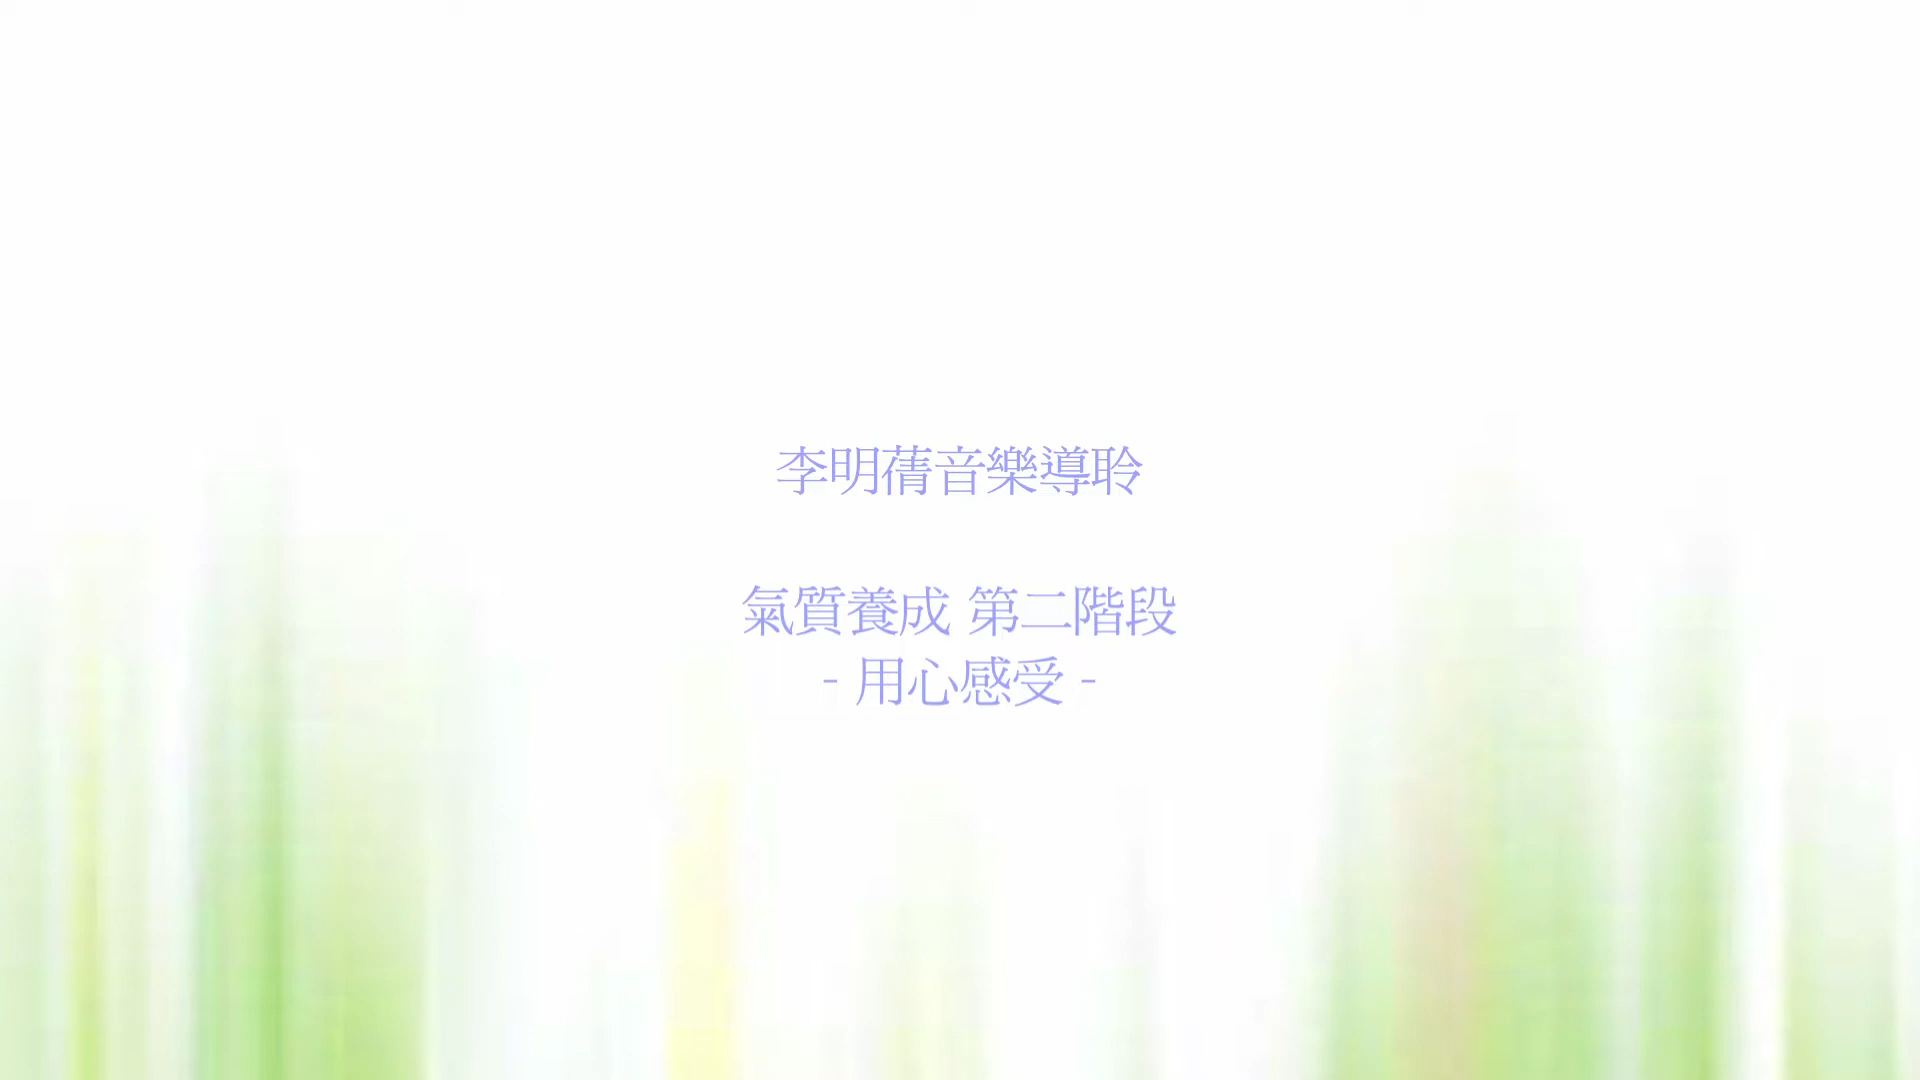 李明蒨音樂導聆
氣質養成 第二階段
- 用心感受 -